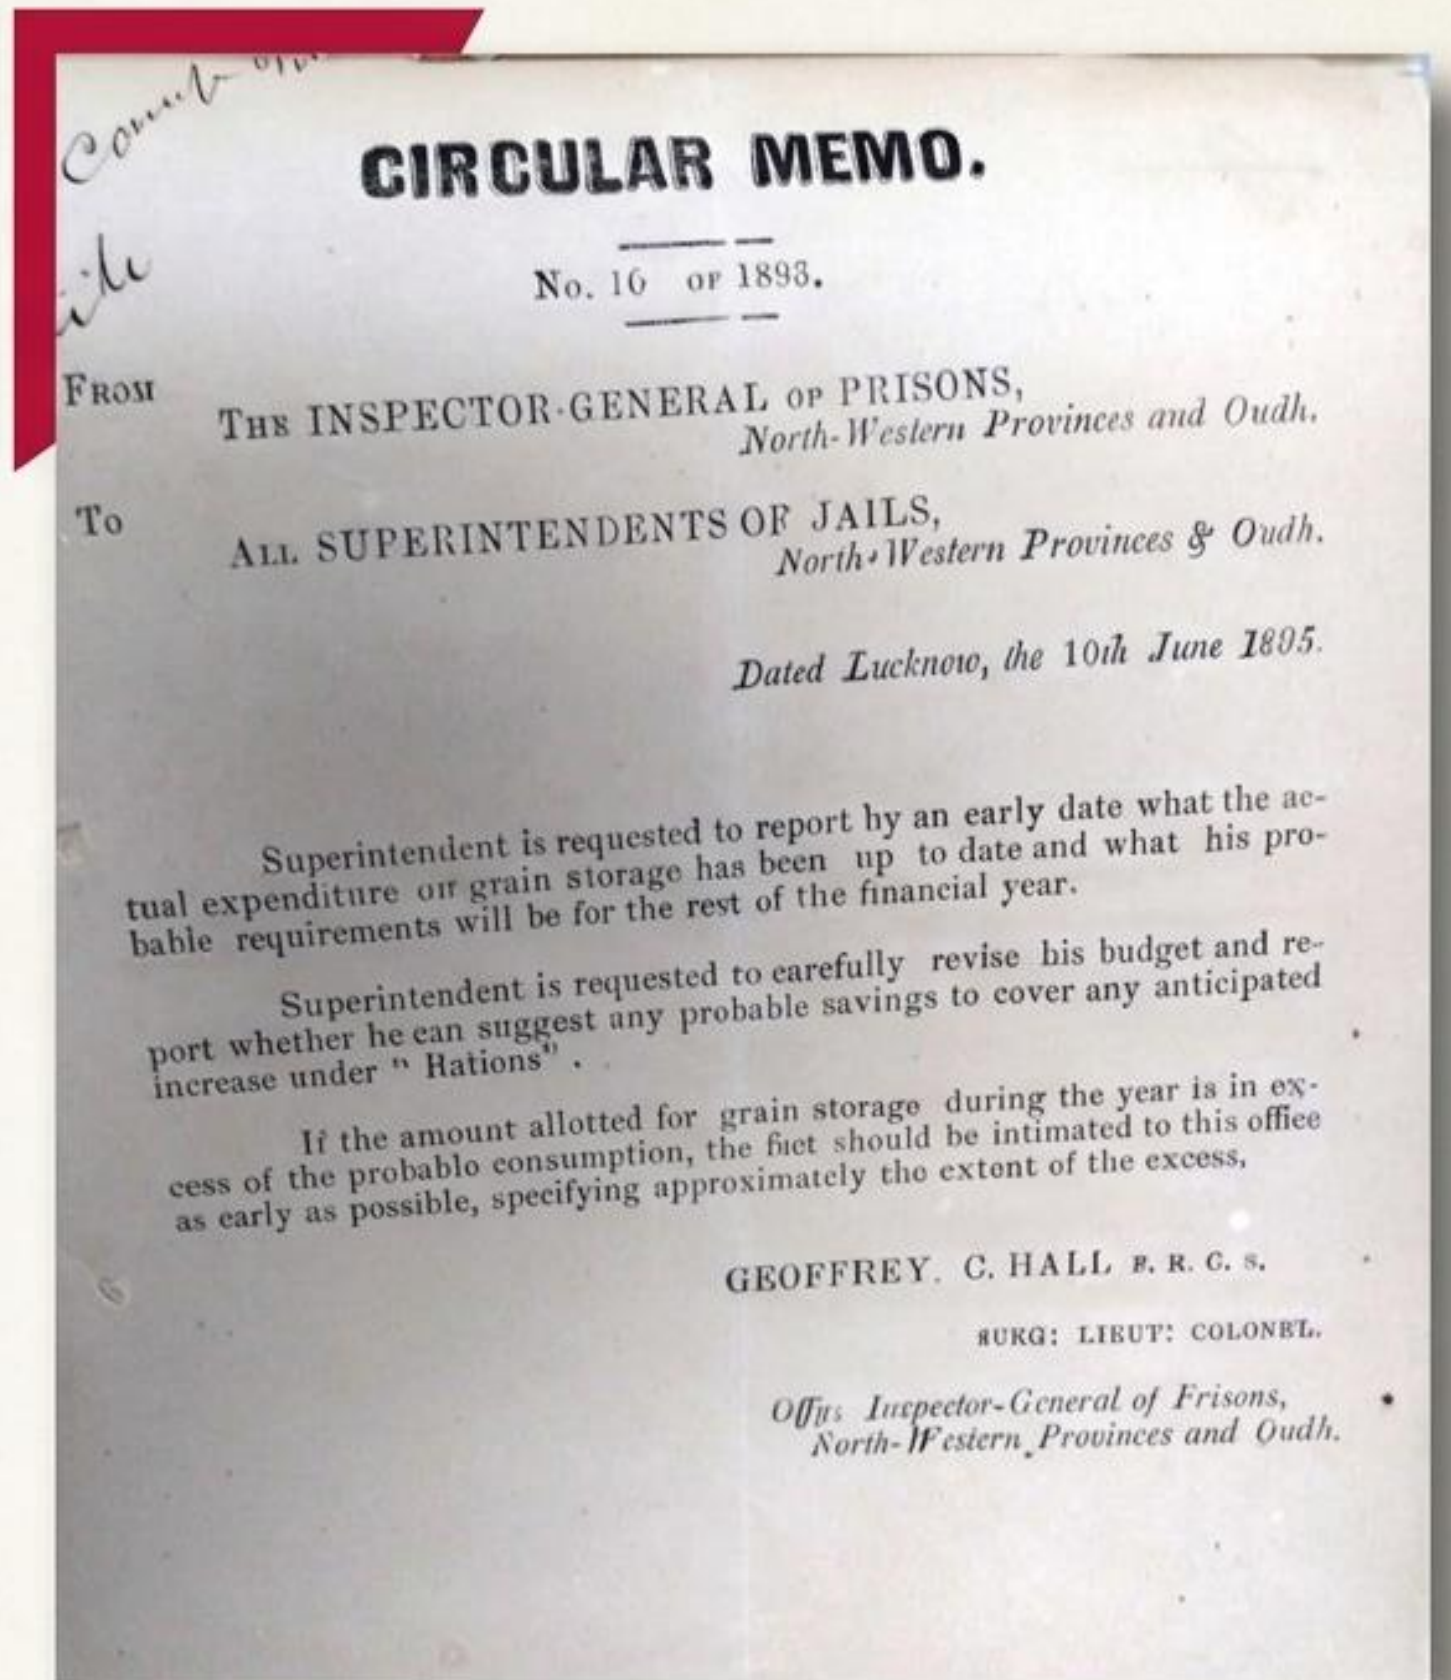 CIRCULAR MEMO.
No. 16 OF 1893.
FROM
THE INSPECTOR-GENERAL OF PRISONS,
North-Western Provinces and Oudh.
To
ALL SUPERINTENDENTS OF JAILS,
North-Western Provinces & Oudh.
Dated Lucknow, the 10th June 1895.
Superintendent is requested to report by an early date what the ac-
tual expenditure on grain storage has been up to date and what his pro-
bable requirements will be for the rest of the financial year.
Superintendent is requested to carefully revise his budget and re-
port whether he can suggest any probable savings to cover any anticipated
increase under " Rations" .
If the amount allotted for grain storage during the year is in ex-
cess of the probable consumption, the fact should be intimated to this office
as early as possible, specifying approximately the extent of the excess,
GEOFFREY. C. HALL F. R. C. S.
SURG: LIEUT: COLONEL.
Inspector-General of Prisons,
North-Western Provinces and Oudh.